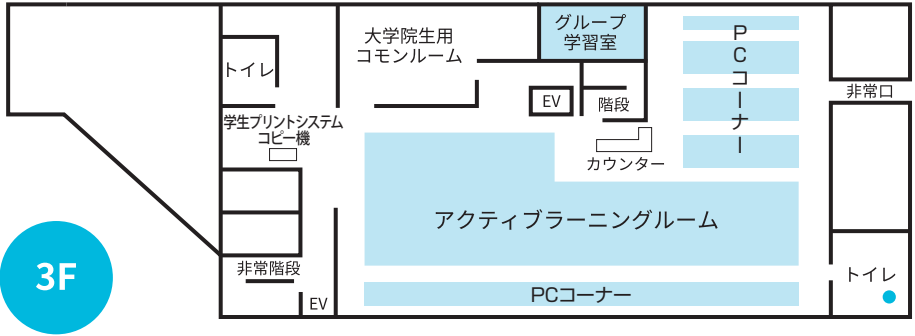 グループ
学習室
大学院生用
コモンルーム
PCコーナー
トイレ
非常口
EV
階段
学生プリントシステム
コピー機
カウンター
アクティブラーニングルーム
非常階段
トイレ
3F
PCコーナー
EV